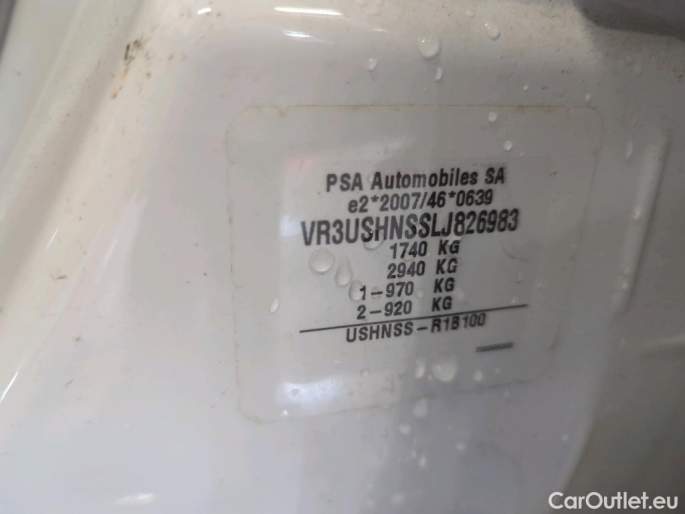 PSA Automobiles SA
e2*2007/46*0639
VR3USHNSSLJ826983
1740 KG
2940 KG
1-970 KG
2-920 KG
USHNSS-R1B100
CarOutlet.eu